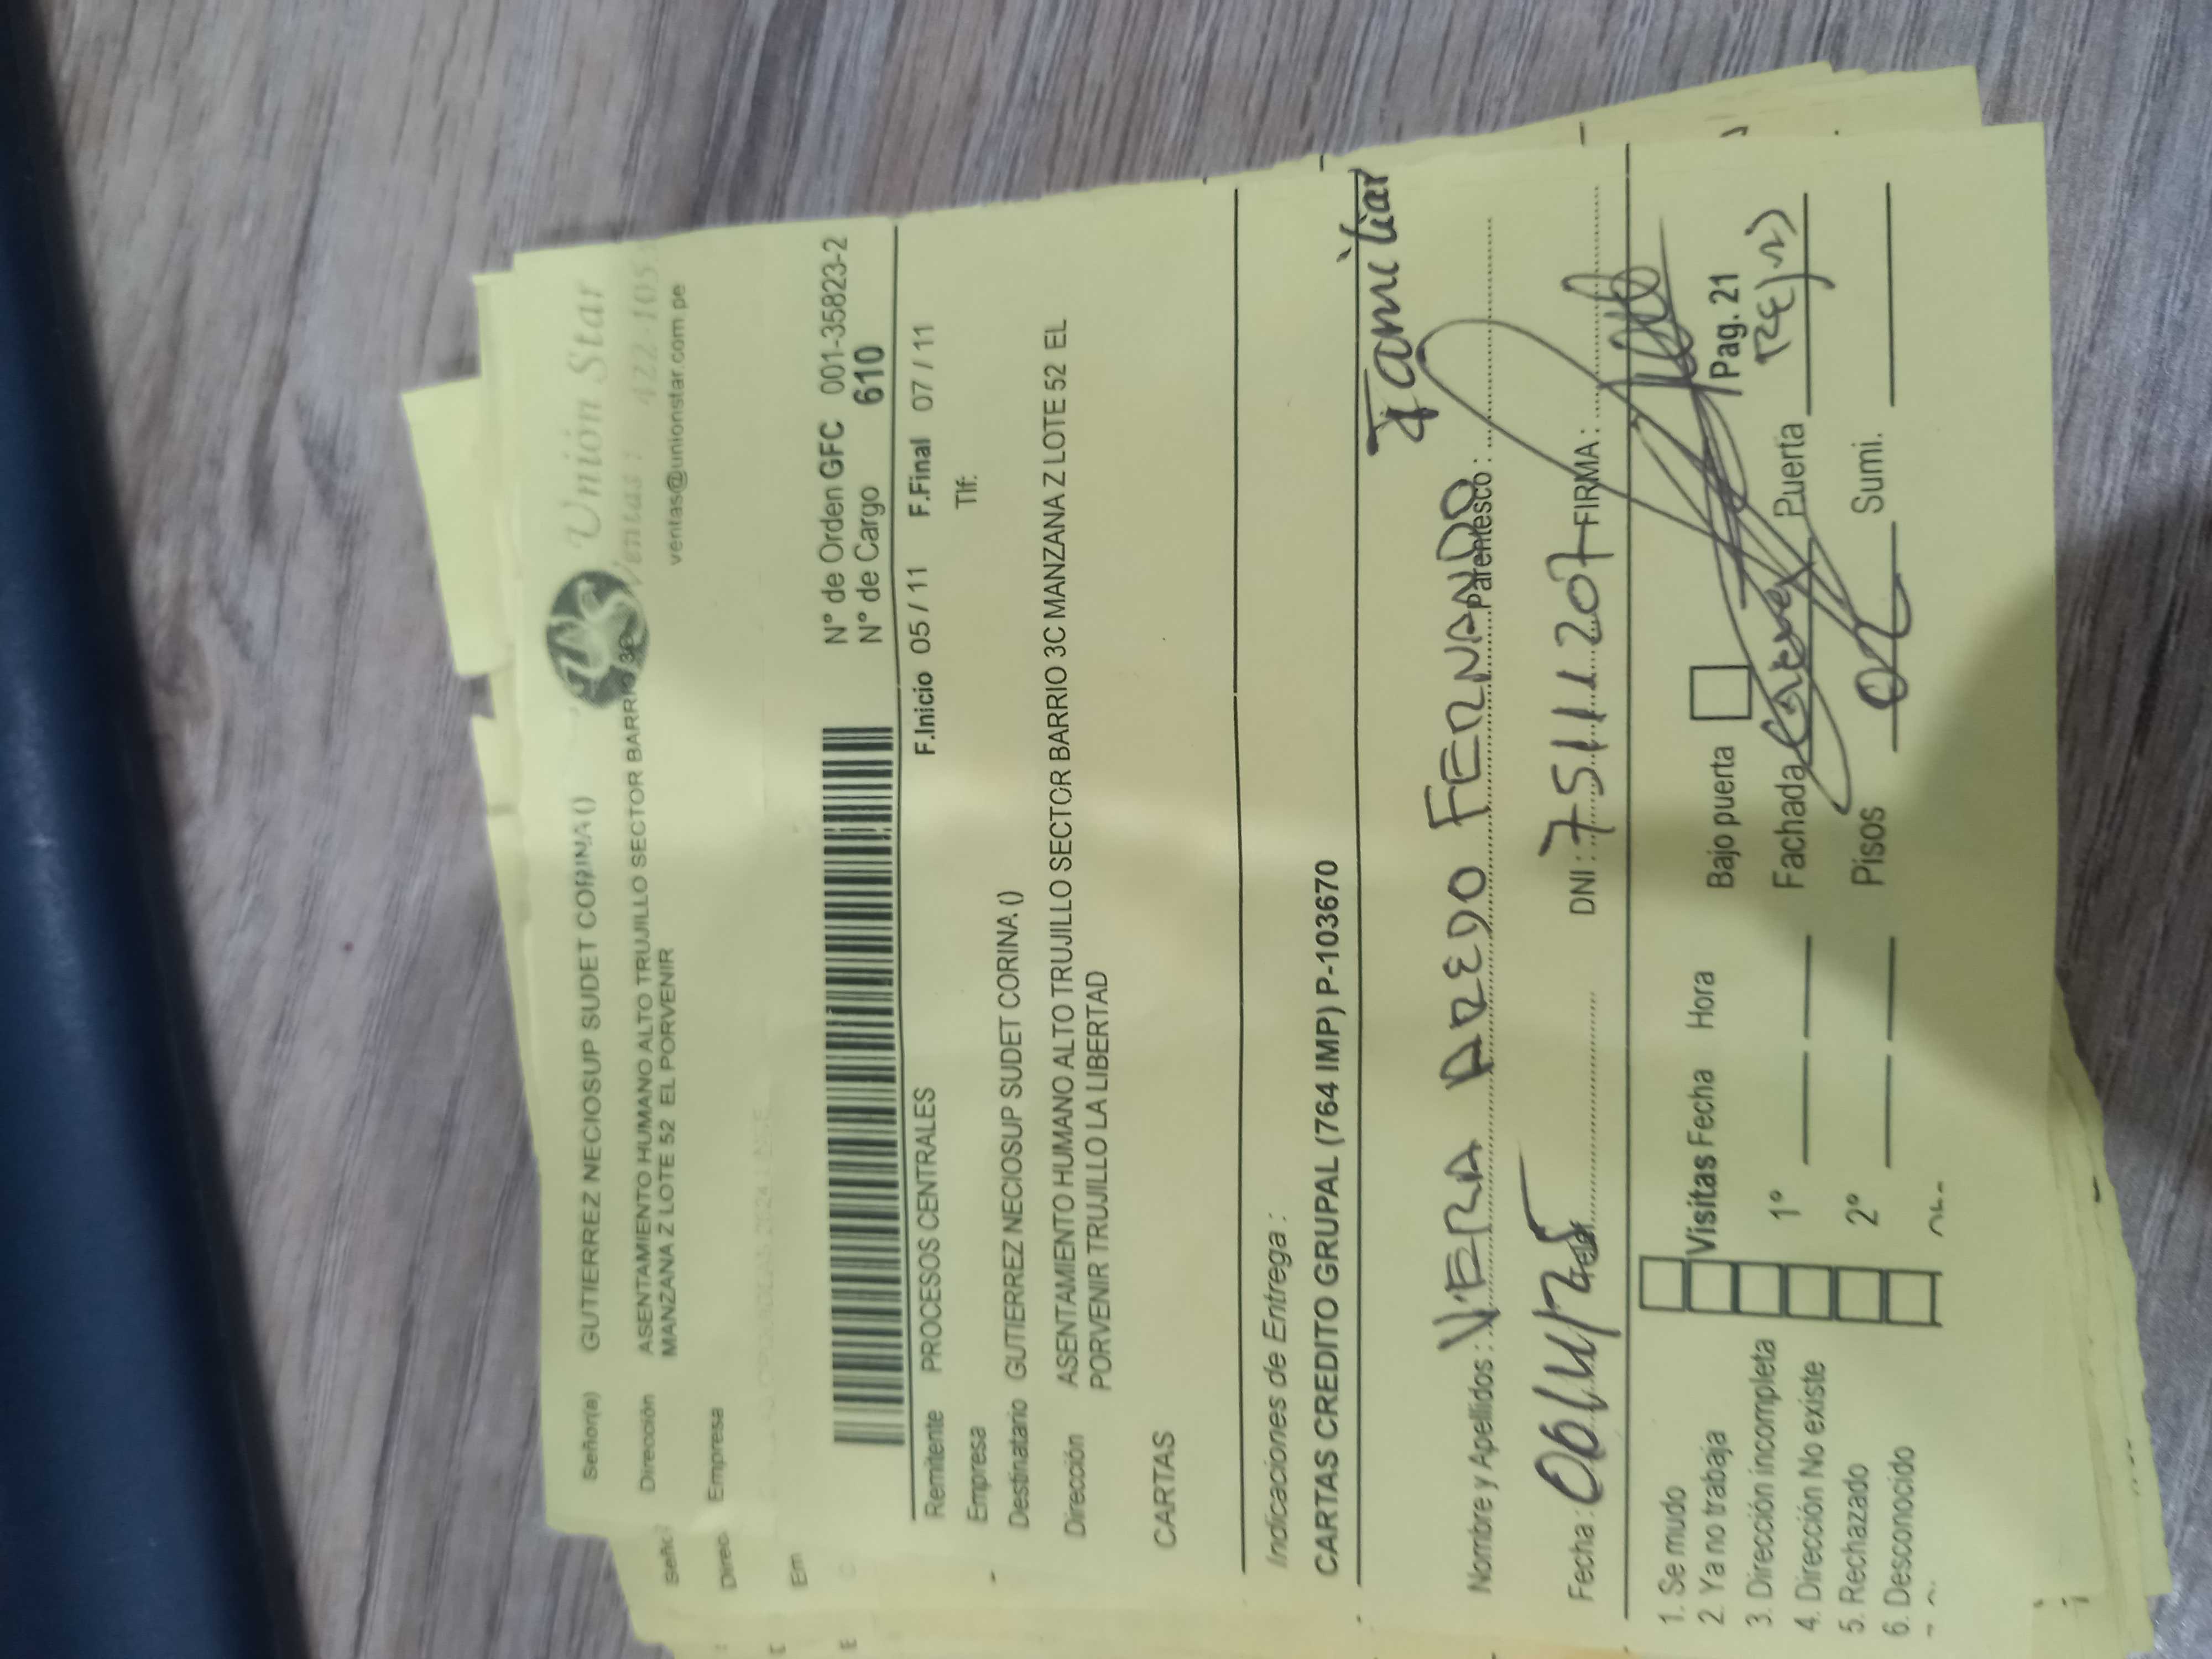 Union Star
Ventas : 422-105
ventas@unionstar.com.pe
Señor(a) GUTIERREZ NECIOSUP SUDET CORINA ()
Dirección ASENTAMIENTO HUMANO ALTO TRUJILLO SECTOR BARRIO 3C
MANZANA Z LOTE 52 EL PORVENIR
Empresa
N° de Orden GFC 001-35823-2
N° de Cargo 610
Remitente PROCESOS CENTRALES F.Inicio 05 / 11 F.Final 07 / 11
Empresa Tlf:
Destinatario GUTIERREZ NECIOSUP SUDET CORINA ()
Dirección ASENTAMIENTO HUMANO ALTO TRUJILLO SECTOR BARRIO 3C MANZANA Z LOTE 52 EL
PORVENIR TRUJILLO LA LIBERTAD
CARTAS
Indicaciones de Entrega :
CARTAS CREDITO GRUPAL (764 IMP) P-103670
Nombre y Apellidos : VERA AREDO FERNANDO Parentesco : Familiar
Fecha : 06/11/25 DNI : 75111207 FIRMA :
1. Se mudo
2. Ya no trabaja Visitas Fecha Hora Bajo puerta Pag. 21
3. Dirección incompleta
4. Dirección No existe 1° Fachada Puerta
5. Rechazado 2° Pisos 02 Sumi.
6. Desconocido